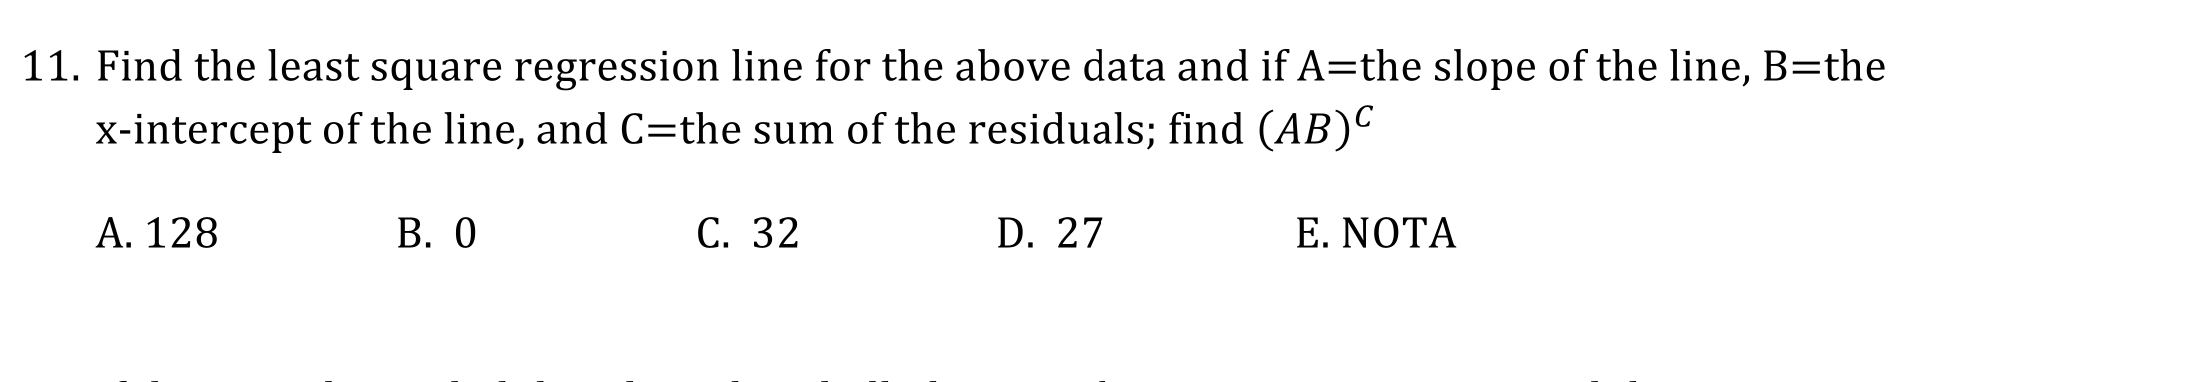 11. Find the least square regression line for the above data and if A=the slope of the line, B=the
x-intercept of the line, and C=the sum of the residuals; find $(AB)^C$
A. 128 B. 0 C. 32 D. 27 E. NOTA